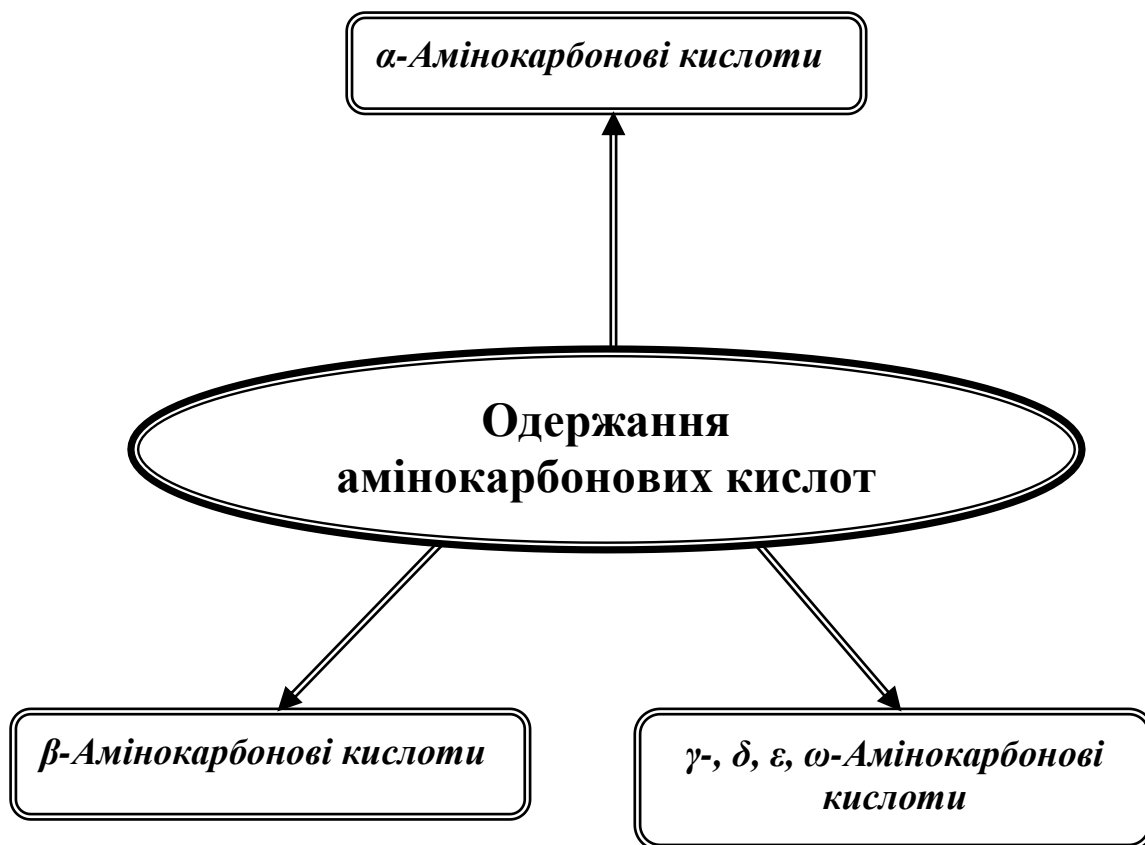 α-Амінокарбонові кислоти
Одержання
амінокарбонових кислот
β-Амінокарбонові кислоти
γ-, δ, ε, ω-Амінокарбонові
кислоти